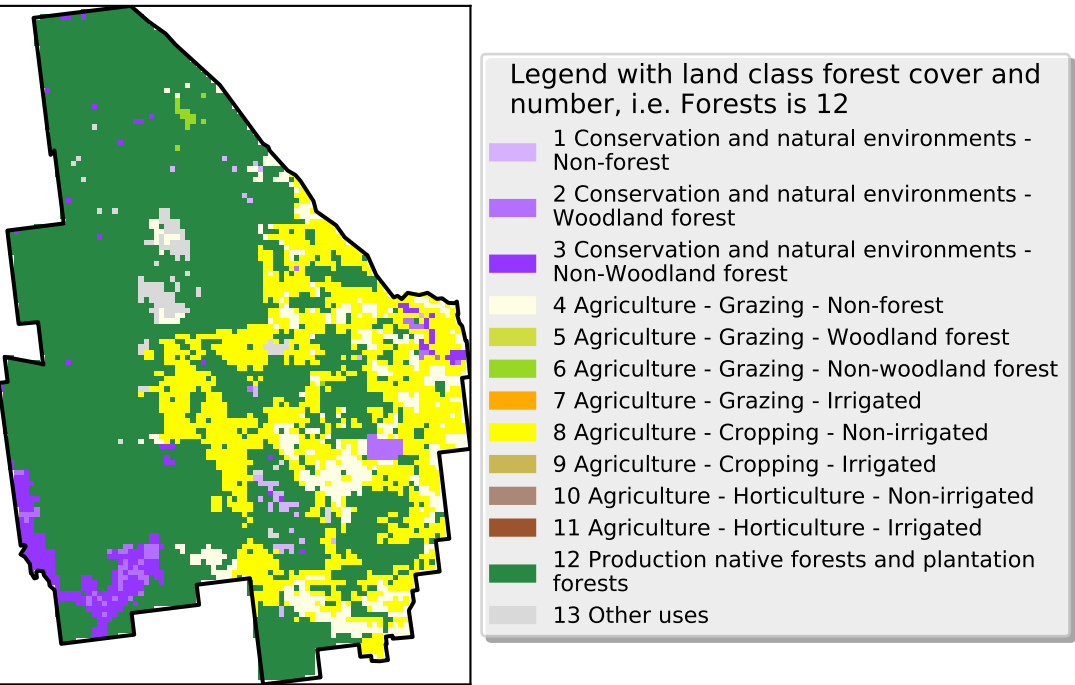 Legend with land class forest cover and
number, i.e. Forests is 12
1 Conservation and natural environments -
Non-forest
2 Conservation and natural environments -
Woodland forest
3 Conservation and natural environments -
Non-Woodland forest
4 Agriculture - Grazing - Non-forest
5 Agriculture - Grazing - Woodland forest
6 Agriculture - Grazing - Non-woodland forest
7 Agriculture - Grazing - Irrigated
8 Agriculture - Cropping - Non-irrigated
9 Agriculture - Cropping - Irrigated
10 Agriculture - Horticulture - Non-irrigated
11 Agriculture - Horticulture - Irrigated
12 Production native forests and plantation
forests
13 Other uses